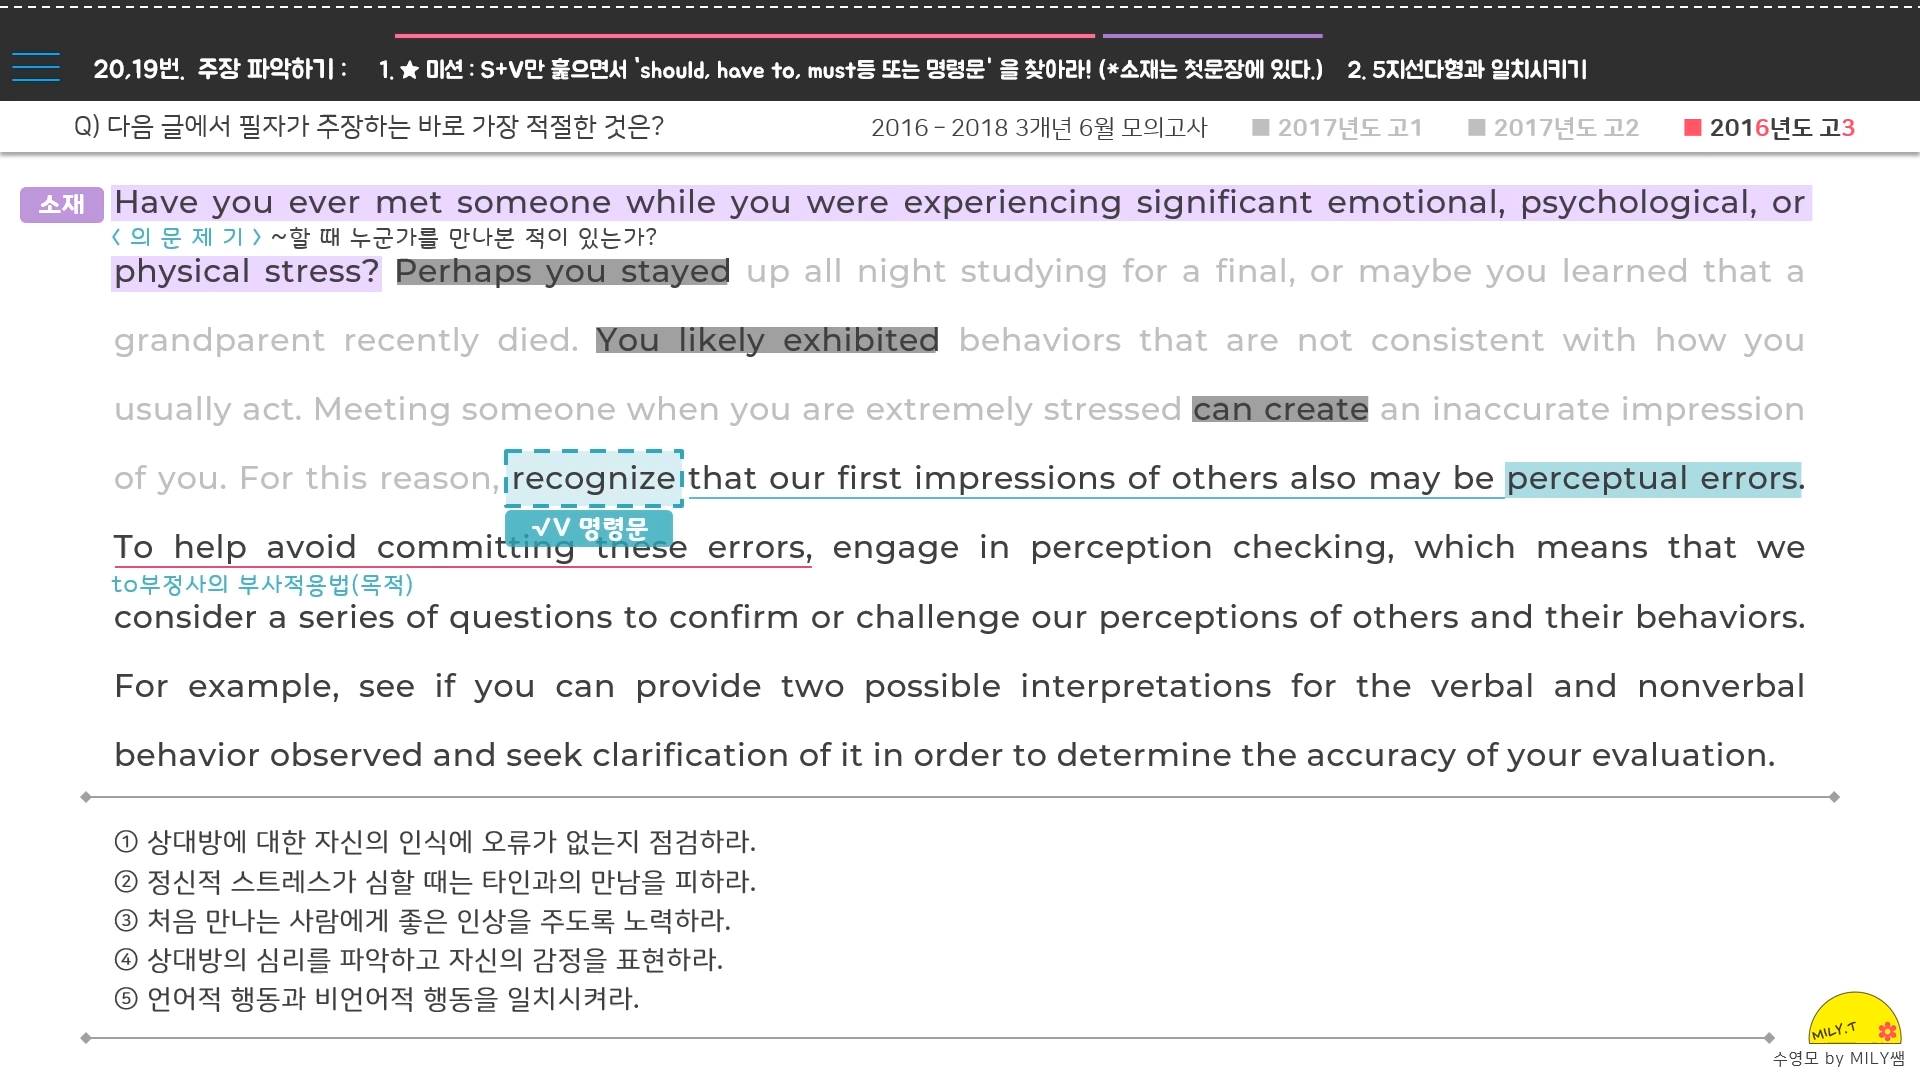 20,19번. 주장 파악하기 : 1. ★ 미션 : S+V만 훑으면서 'should, have to, must등 또는 명령문' 을 찾아라! (*소재는 첫문장에 있다.) 2. 5지선다형과 일치시키기
Q) 다음 글에서 필자가 주장하는 바로 가장 적절한 것은? 2016 – 2018 3개년 6월 모의고사 ■ 2017년도 고1 ■ 2017년도 고2 ■ 2016년도 고3
소재 Have you ever met someone while you were experiencing significant emotional, psychological, or
< 의 문 제 기 > ~할 때 누군가를 만나본 적이 있는가?
physical stress? Perhaps you stayed up all night studying for a final, or maybe you learned that a
grandparent recently died. You likely exhibited behaviors that are not consistent with how you
usually act. Meeting someone when you are extremely stressed can create an inaccurate impression
of you. For this reason, recognize that our first impressions of others also may be perceptual errors.
√V 명령문
To help avoid committing these errors, engage in perception checking, which means that we
to부정사의 부사적용법(목적)
consider a series of questions to confirm or challenge our perceptions of others and their behaviors.
For example, see if you can provide two possible interpretations for the verbal and nonverbal
behavior observed and seek clarification of it in order to determine the accuracy of your evaluation.
① 상대방에 대한 자신의 인식에 오류가 없는지 점검하라.
② 정신적 스트레스가 심할 때는 타인과의 만남을 피하라.
③ 처음 만나는 사람에게 좋은 인상을 주도록 노력하라.
④ 상대방의 심리를 파악하고 자신의 감정을 표현하라.
⑤ 언어적 행동과 비언어적 행동을 일치시켜라.
MILY.T
수영모 by MILY쌤